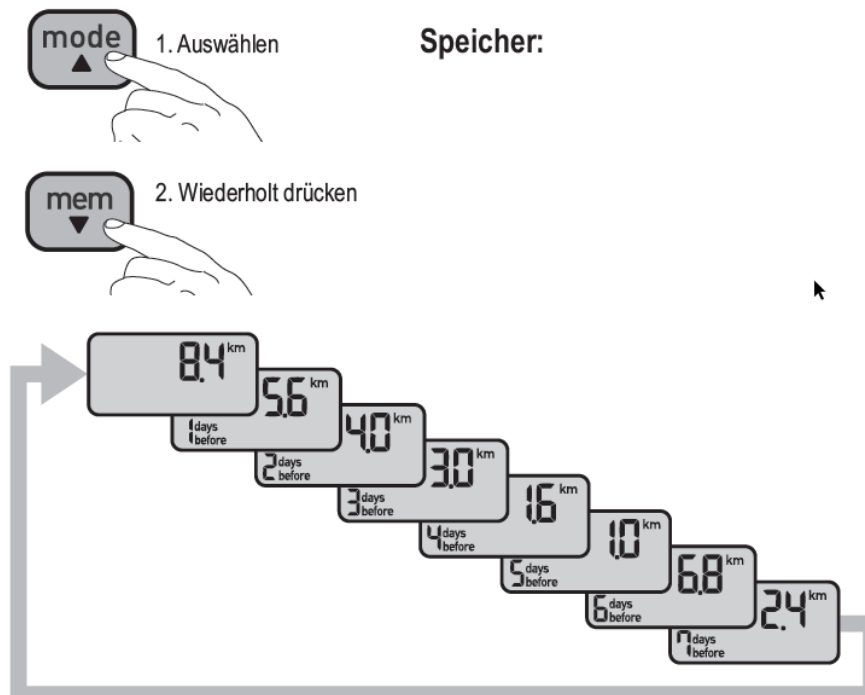 mode
1. Auswählen
Speicher:
mem
2. Wiederholt drücken
8.4 km
5.6 km
1 days before
4.0 km
2 days before
3.0 km
3 days before
1.6 km
4 days before
1.0 km
5 days before
6.8 km
6 days before
2.4 km
7 days before